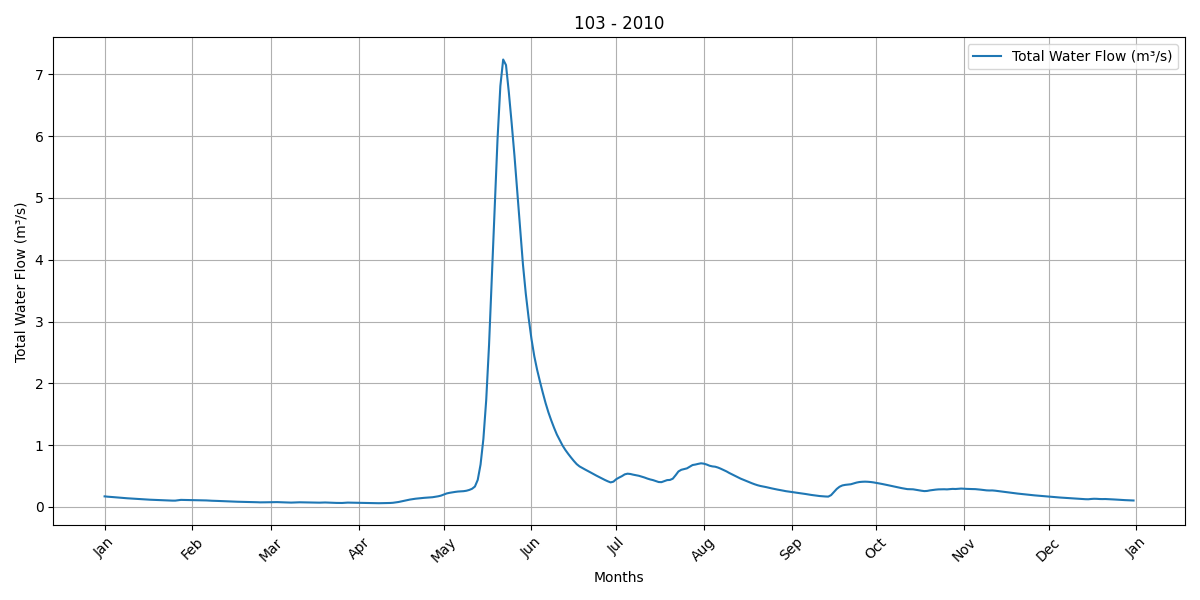 103 - 2010
Total Water Flow (m³/s)
Total Water Flow (m³/s)
7
6
5
4
3
2
1
0
Jan
Feb
Mar
Apr
May
Jun
Jul
Aug
Sep
Oct
Nov
Dec
Jan
Months